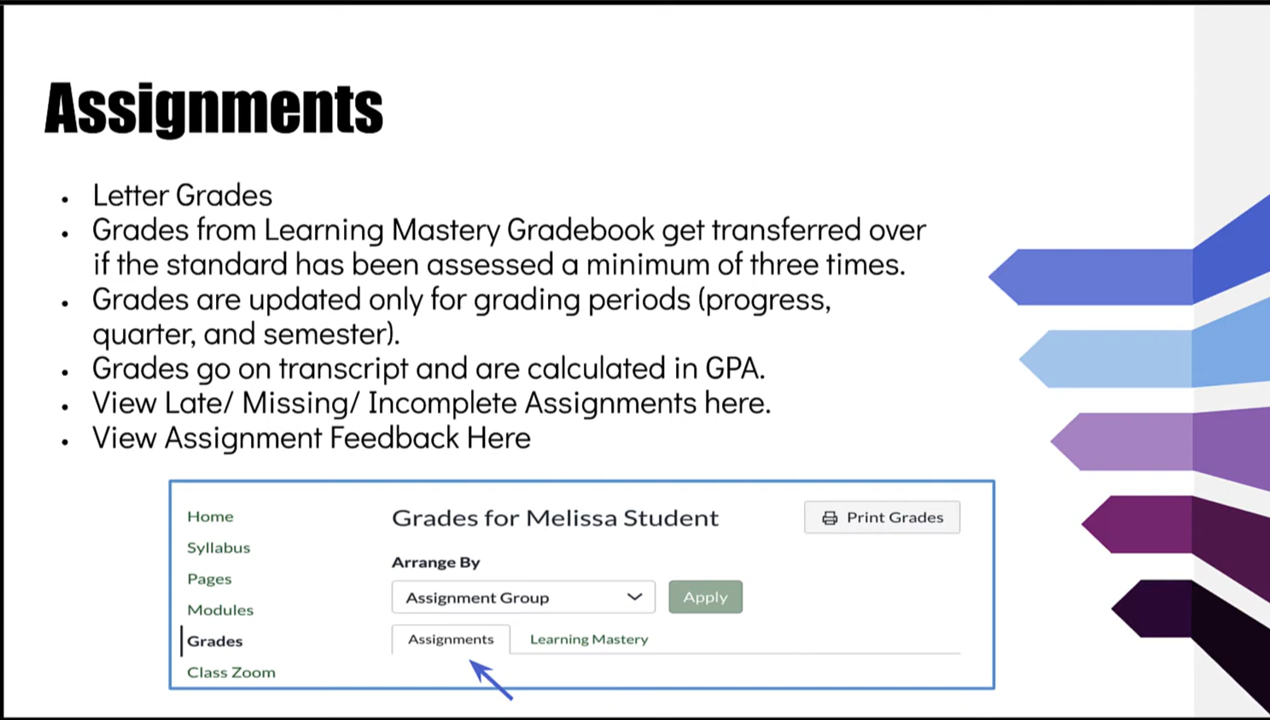 Assignments
• Letter Grades
• Grades from Learning Mastery Gradebook get transferred over
if the standard has been assessed a minimum of three times.
• Grades are updated only for grading periods (progress,
quarter, and semester).
• Grades go on transcript and are calculated in GPA.
• View Late/ Missing/ Incomplete Assignments here.
• View Assignment Feedback Here
Home
Syllabus
Pages
Modules
Grades
Class Zoom
Grades for Melissa Student
Print Grades
Arrange By
Assignment Group
Apply
Assignments
Learning Mastery